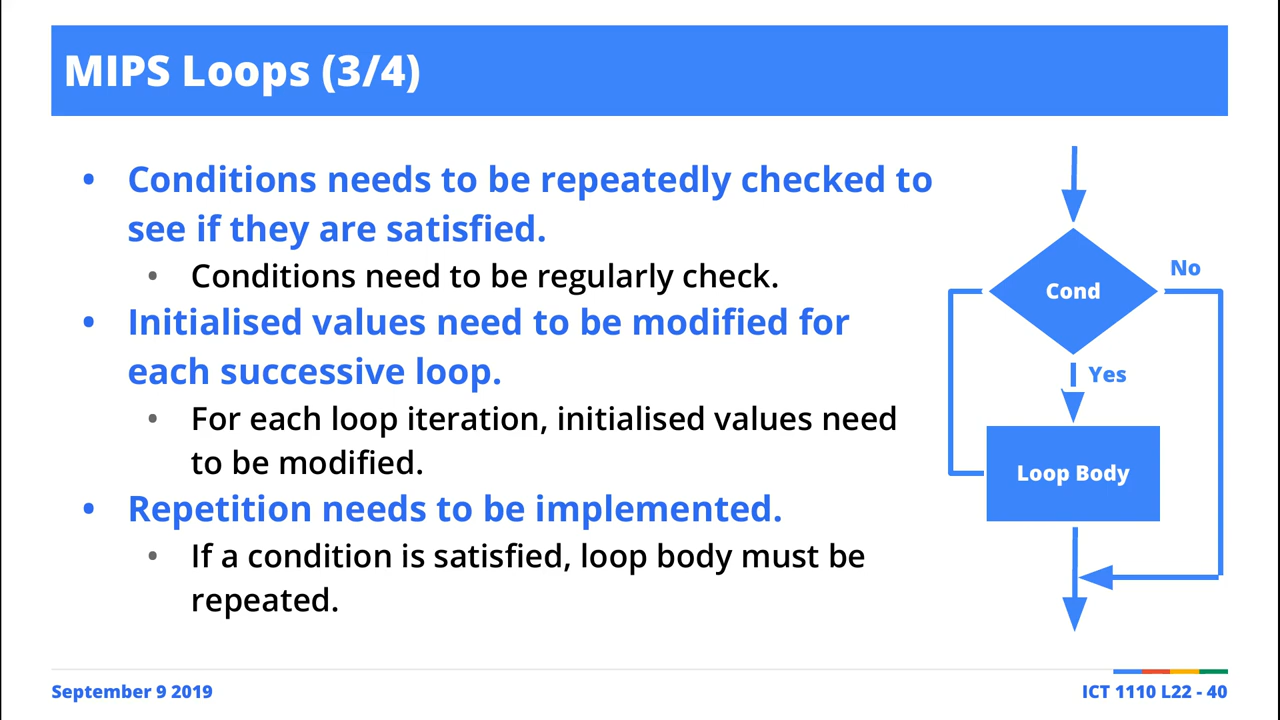 MIPS Loops (3/4)
• Conditions needs to be repeatedly checked to
see if they are satisfied.
• Conditions need to be regularly check.
• Initialised values need to be modified for
each successive loop.
• For each loop iteration, initialised values need
to be modified.
• Repetition needs to be implemented.
• If a condition is satisfied, loop body must be
repeated.
No
Cond
Yes
Loop Body
September 9 2019
ICT 1110 L22 - 40